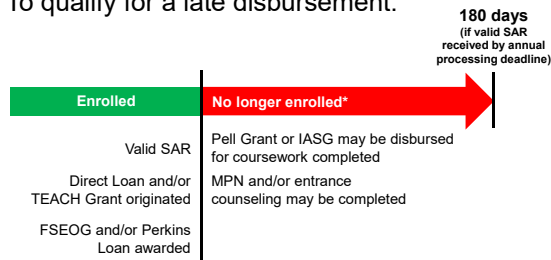 To qualify for a late disbursement:
180 days
(if valid SAR
received by annual
processing deadline)
Enrolled
No longer enrolled*
Valid SAR
Pell Grant or IASG may be disbursed
for coursework completed
Direct Loan and/or
TEACH Grant originated
MPN and/or entrance
counseling may be completed
FSEOG and/or Perkins
Loan awarded